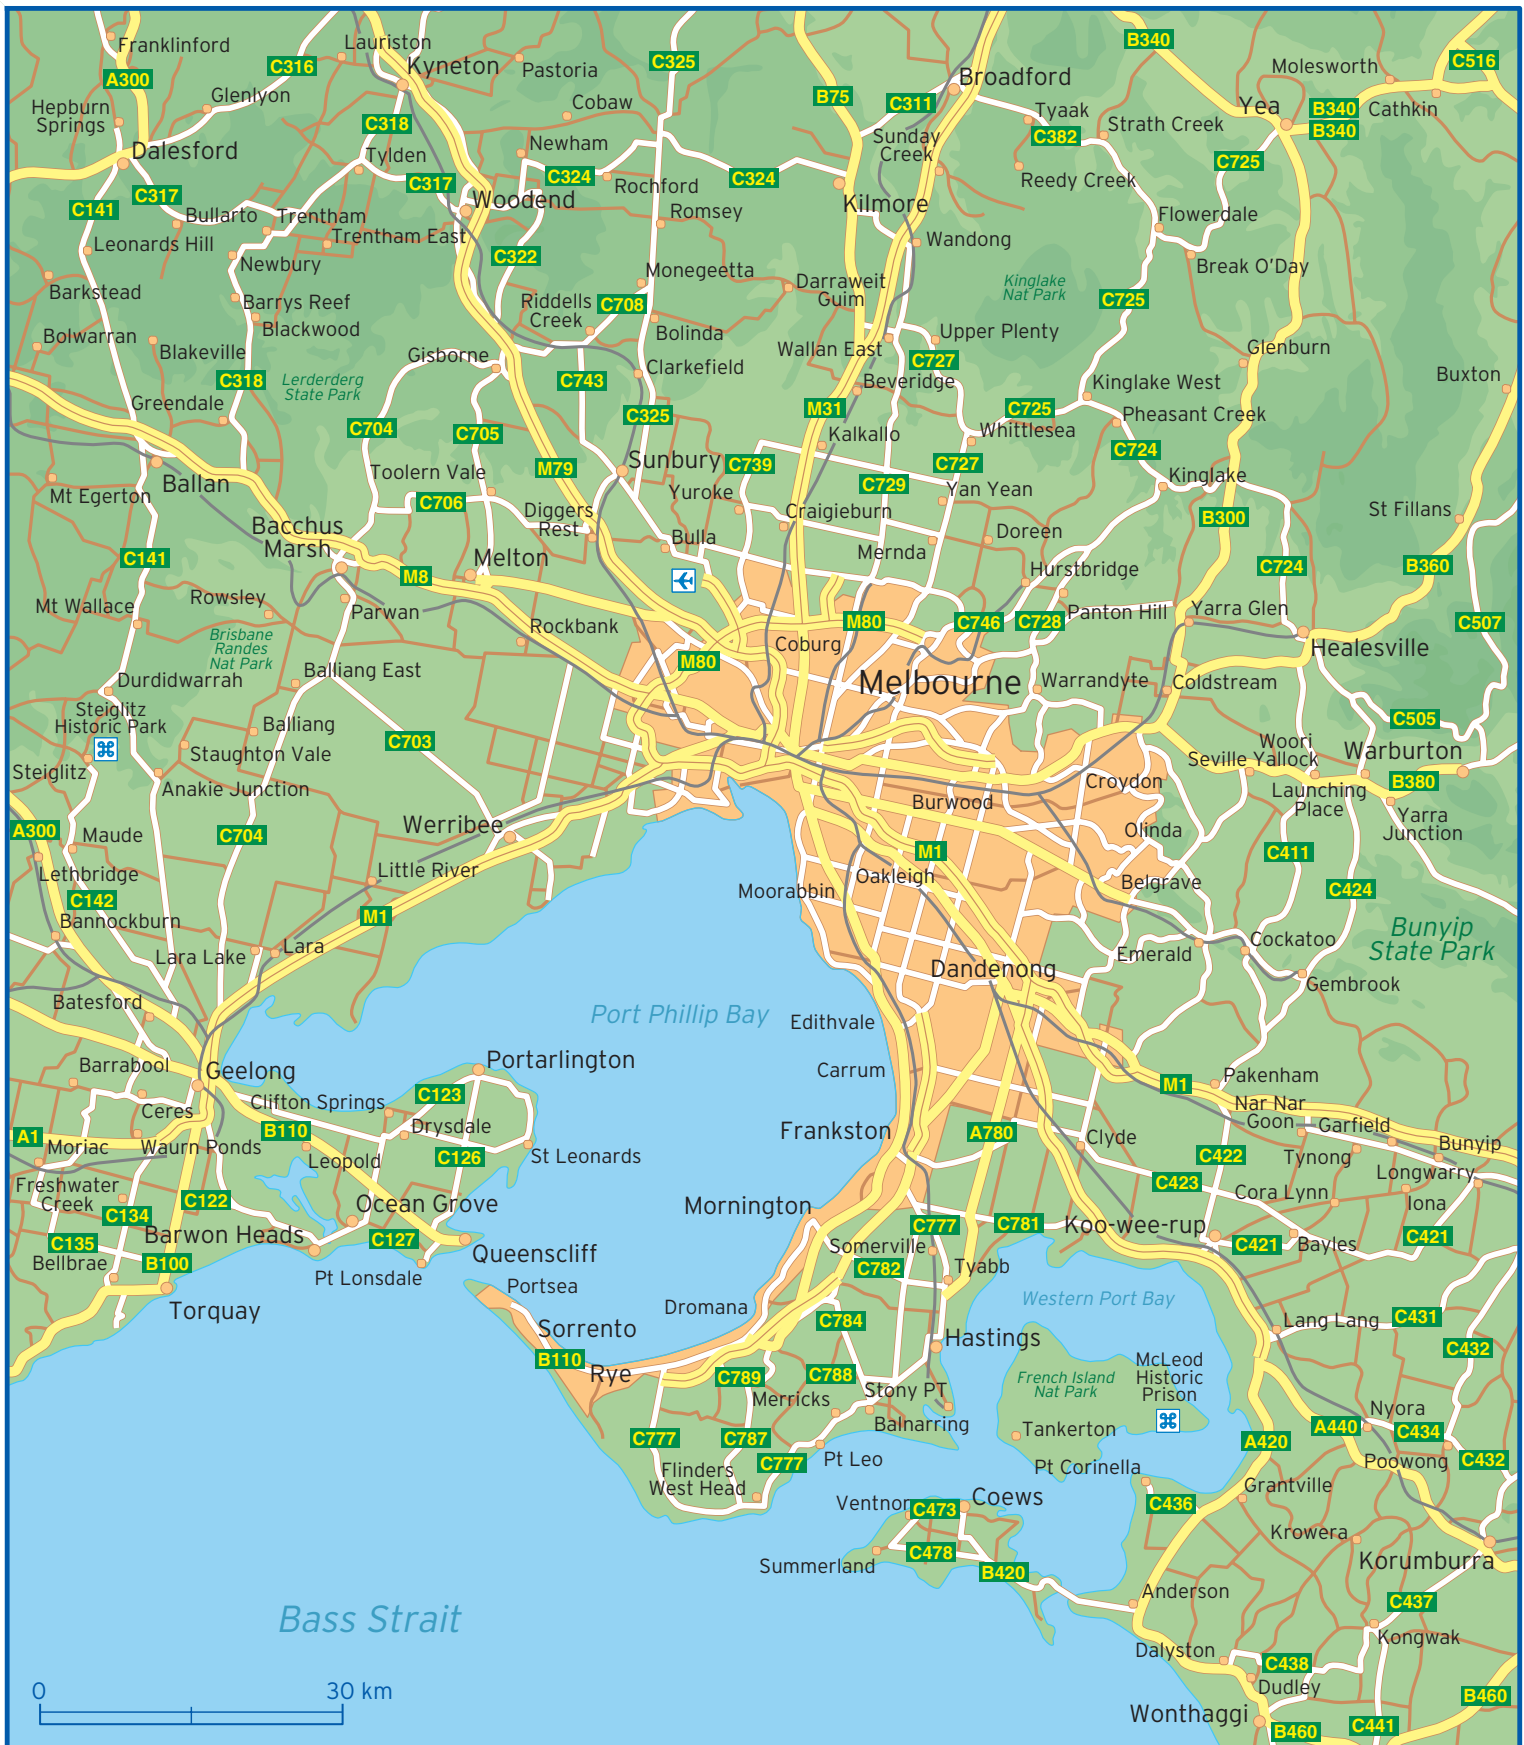 Franklinford
Lauriston
Kyneton
Pastoria
C325
B340
Molesworth
C516
A300
C316
Broadford
Glenlyon
Cobaw
B75
C311
Tyaak
Yea
B340
Cathkin
Hepburn
Springs
C318
Sunday
Creek
C382
Strath Creek
B340
Dalesford
Tylden
Newham
C725
C317
C317
C324
Rochford
C324
Reedy Creek
C141
Woodend
Kilmore
Bullarto
Trentham
Romsey
Flowerdale
Leonards Hill
Trentham East
Wandong
Newbury
C322
Break O'Day
Barkstead
Monegeetta
Darraweit
Guim
Kinglake
Nat Park
C725
Barrys Reef
Riddells
Creek
C708
Blackwood
Bolinda
Upper Plenty
Bolwarran
Blakeville
Gisborne
Wallan East
C727
Glenburn
C318
Lerderderg
State Park
C743
Clarkefield
Beveridge
Kinglake West
Buxton
Greendale
C325
M31
C725
Pheasant Creek
C704
C705
Kalkallo
Whittlesea
C724
Ballan
Toolern Vale
M79
Sunbury
C739
C727
Kinglake
Mt Egerton
C706
Yuroke
C729
Yan Yean
Bacchus
Marsh
Diggers
Rest
Craigieburn
B300
St Fillans
C141
Melton
Bulla
Mernda
Doreen
C724
B360
M8
Hurstbridge
Mt Wallace
Rowsley
Parwan
Panton Hill
Yarra Glen
Rockbank
M80
C746
C728
C507
Brisbane
Randes
Nat Park
Coburg
Healesville
Durdidwarrah
Balliang East
M80
Melbourne
Warrandyte
Coldstream
Steiglitz
Historic Park
Balliang
C505
Staughton Vale
C703
Woori
Yallock
Seville
Warburton
Steiglitz
Anakie Junction
Croydon
Launching
Place
B380
A300
Maude
C704
Werribee
Burwood
Olinda
Yarra
Junction
Lethbridge
Little River
M1
C411
C142
Moorabbin
Oakleigh
Belgrave
C424
Bannockburn
M1
Bunyip
State Park
Lara Lake
Lara
Dandenong
Emerald
Cockatoo
Gembrook
Batesford
Port Phillip Bay
Edithvale
Barrabool
Geelong
Portarlington
Carrum
M1
Pakenham
Ceres
Clifton Springs
C123
Nar Nar
Goon
Garfield
A1
Moriac
Waurn Ponds
B110
Drysdale
Frankston
A780
Clyde
Bunyip
Leopold
C126
St Leonards
C422
Tynong
Longwarry
Freshwater
Creek
C122
Ocean Grove
Mornington
C423
Cora Lynn
Iona
C134
C777
C781
Koo-wee-rup
C135
Barwon Heads
C127
Queenscliff
Somerville
C421
Bayles
C421
Bellbrae
B100
Pt Lonsdale
Portsea
C782
Tyabb
Torquay
Dromana
Western Port Bay
Sorrento
C784
Hastings
Lang Lang
C431
B110
Rye
C789
C788
McLeod
Historic
Prison
C432
French Island
Nat Park
Merricks
Stony PT
Nyora
C777
C787
Balnarring
Tankerton
A420
A440
C434
Flinders
West Head
C777
Pt Leo
Pt Corinella
Poowong
C432
Ventnor
C473
Coews
C436
Grantville
Krowera
Summerland
C478
B420
Korumburra
Anderson
C437
Bass Strait
Kongwak
Dalyston
C438
0
30 km
Dudley
B460
Wonthaggi
B460
C441